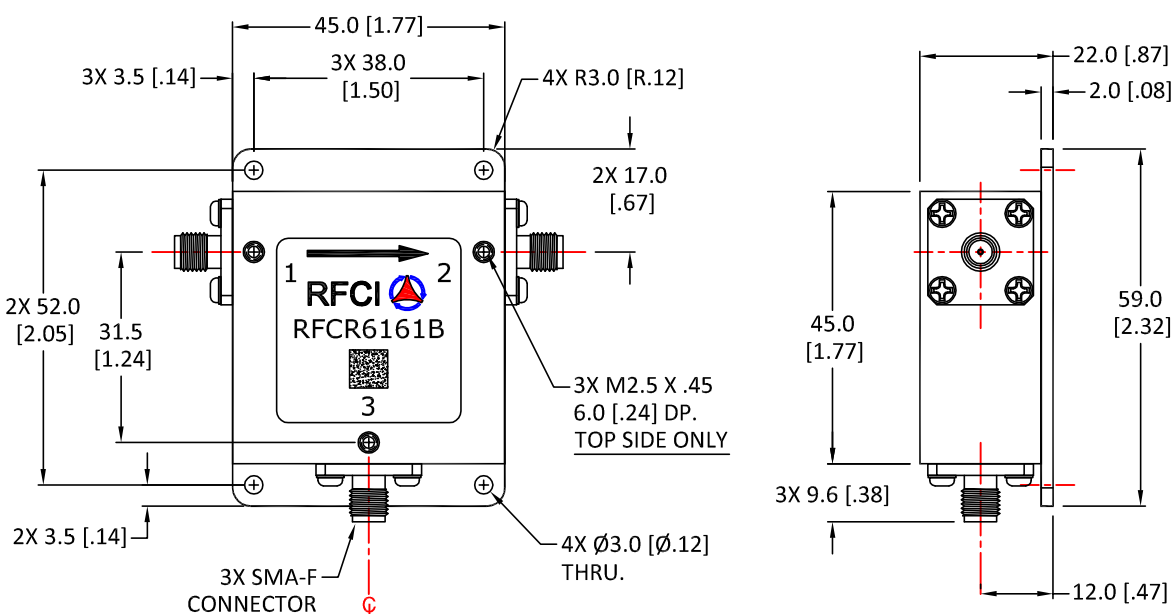 45.0 [1.77]
3X 38.0
[1.50]
3X 3.5 [.14]
4X R3.0 [R.12]
2X 17.0
[.67]
1
2
RFCI
RFCR6161B
3
2X 52.0
[2.05]
31.5
[1.24]
3X M2.5 X .45
6.0 [.24] DP.
TOP SIDE ONLY
2X 3.5 [.14]
3X SMA-F
CONNECTOR
4X Ø3.0 [Ø.12]
THRU.
22.0 [.87]
2.0 [.08]
45.0
[1.77]
59.0
[2.32]
3X 9.6 [.38]
12.0 [.47]